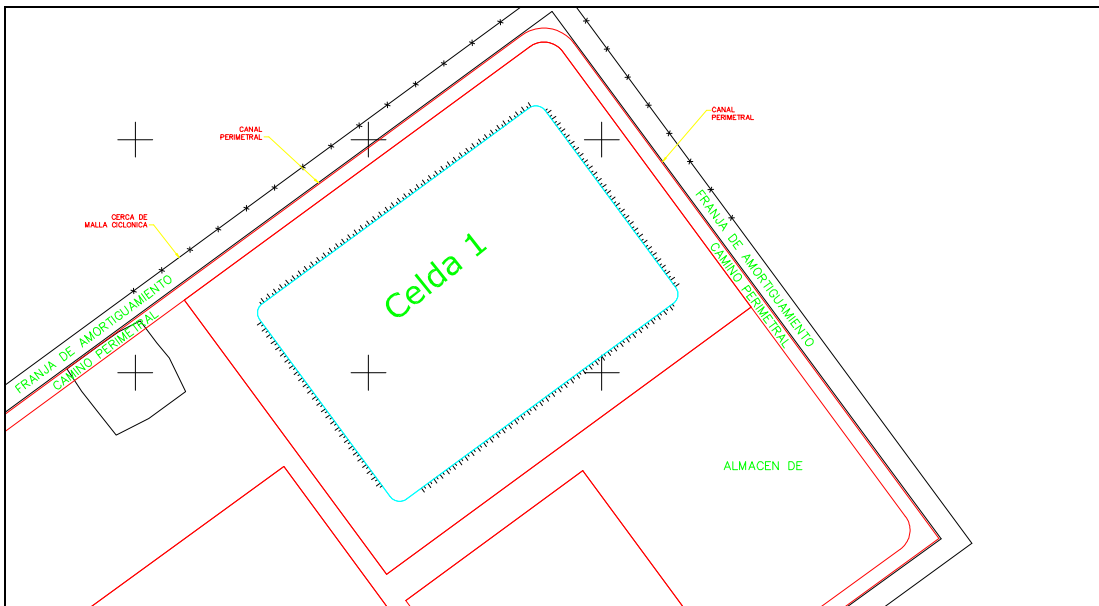 CANAL
PERIMETRAL
CANAL
PERIMETRAL
CERCA DE
MALLA CICLONICA
Celda 1
FRANJA DE AMORTIGUAMIENTO
CAMINO PERIMETRAL
FRANJA DE AMORTIGUAMIENTO
CAMINO PERIMETRAL
ALMACEN DE